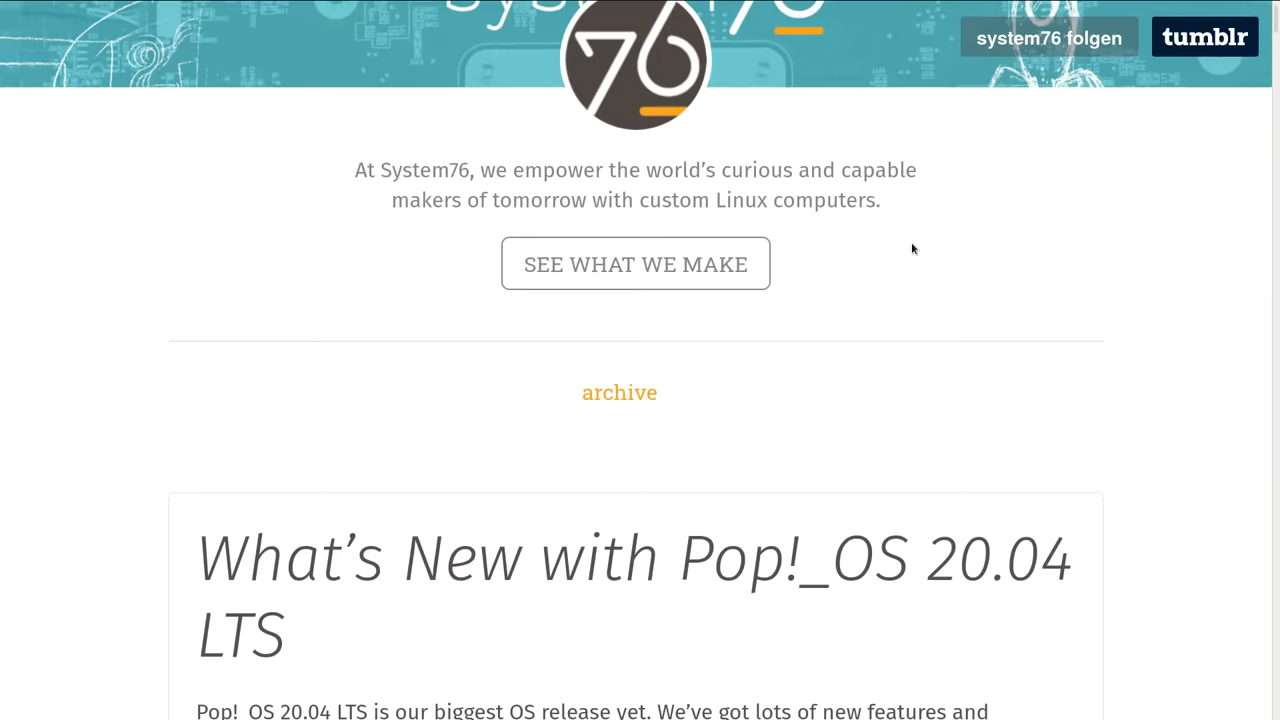 system76 folgen
tumblr
76
At System76, we empower the world’s curious and capable
makers of tomorrow with custom Linux computers.
SEE WHAT WE MAKE
archive
What’s New with Pop!_OS 20.04
LTS
Pop!_OS 20.04 LTS is our biggest OS release yet. We’ve got lots of new features and